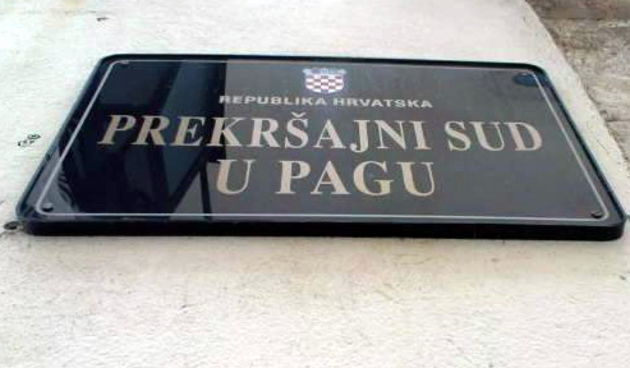 REPUBLIKA HRVATSKA
PREKRŠAJNI SUD
U PAGU